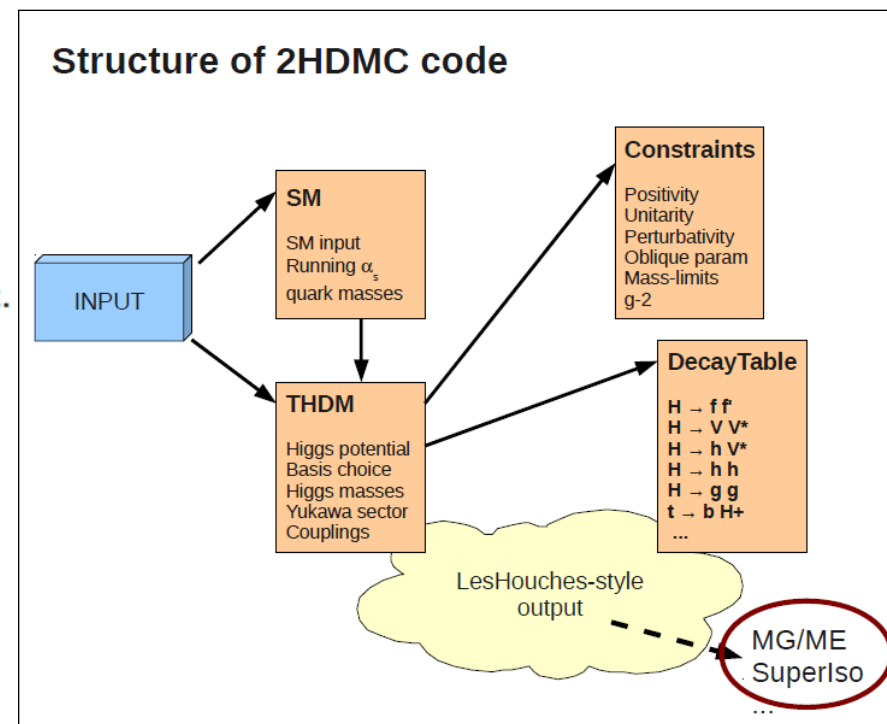 Structure of 2HDMC code
Constraints
Positivity
Unitarity
Perturbativity
Oblique param
Mass-limits
g-2
SM
SM input
Running αs
quark masses
INPUT
THDM
Higgs potential
Basis choice
Higgs masses
Yukawa sector
Couplings
DecayTable
H → f f'
H → V V*
H → h V*
H → h h
H → g g
t → b H+
...
LesHouches-style
output
MG/ME
SuperIso
...